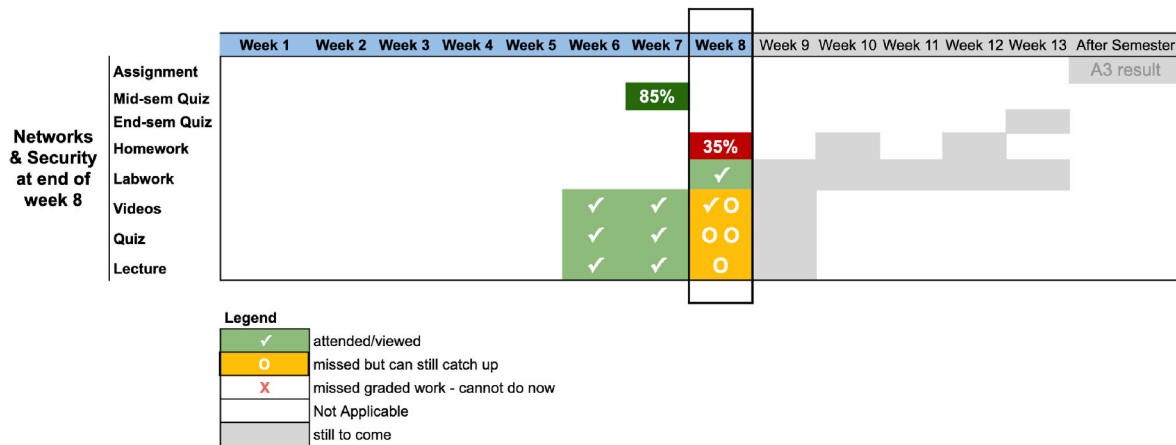 Week 1 Week 2 Week 3 Week 4 Week 5 Week 6 Week 7 Week 8 Week 9 Week 10 Week 11 Week 12 Week 13 After Semester
Networks
& Security
at end of
week 8
Assignment A3 result
Mid-sem Quiz 85%
End-sem Quiz
Homework 35%
Labwork ✓
Videos ✓ ✓ ✓ O
Quiz ✓ ✓ O O
Lecture ✓ ✓ O
Legend
✓ attended/viewed
O missed but can still catch up
X missed graded work - cannot do now
Not Applicable
still to come